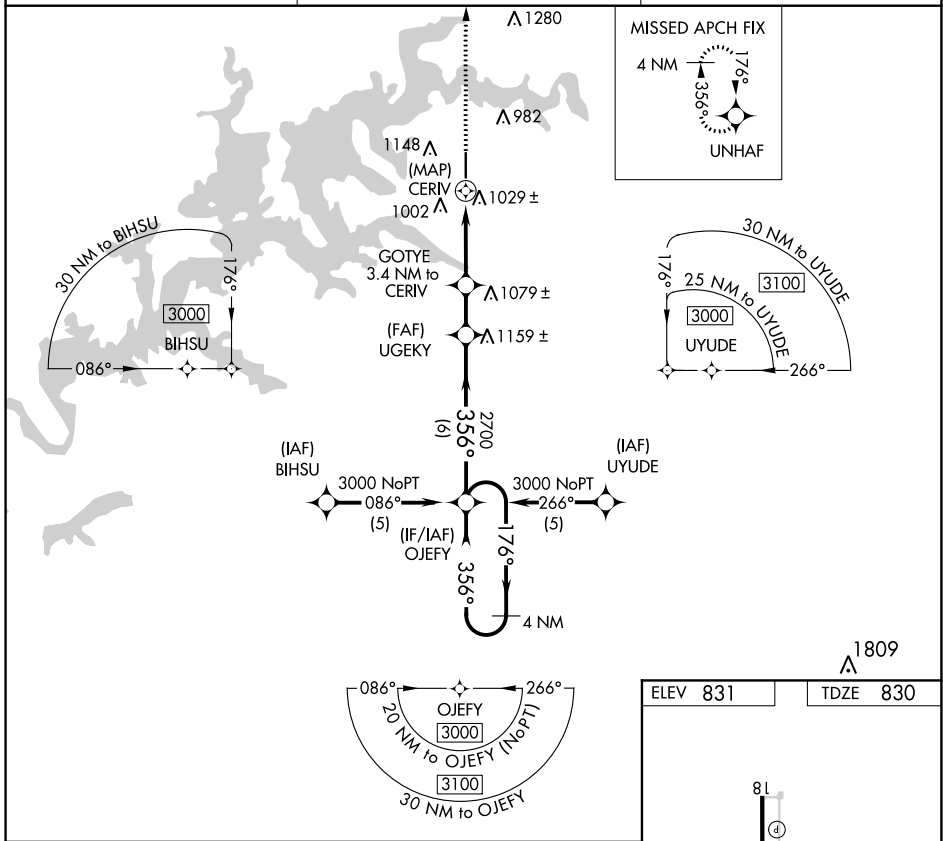 1280
MISSED APCH FIX
4 NM
176°
356°
UNHAF
982
1148
(MAP)
CERIV
1029 ±
1002
30 NM to BIHSU
176°
3000
BIHSU
086°
GOTYE
3.4 NM to
CERIV
1079 ±
(FAF)
UGEKY
1159 ±
30 NM to UYUDE
3100
176°
25 NM to UYUDE
3000
UYUDE
266°
2700
356°
(6)
(IAF)
BIHSU
3000 NoPT
086°
(5)
(IAF)
UYUDE
3000 NoPT
266°
(5)
(IF/IAF)
OJEFY
176°
356°
4 NM
1809
086°
266°
OJEFY
3000
20 NM to OJEFY (NoPT)
3100
30 NM to OJEFY
ELEV 831
TDZE 830
18
P